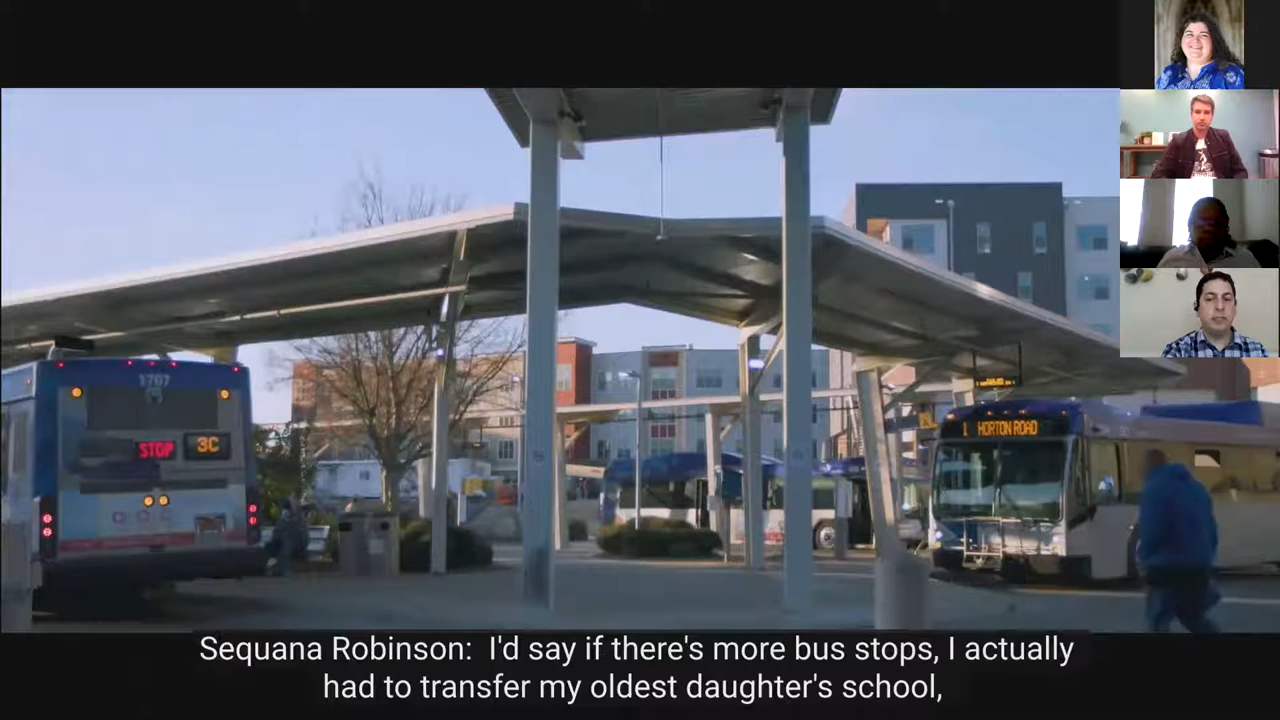 1707
STOP 3C
1 HORTON ROAD
Sequana Robinson:  I'd say if there's more bus stops, I actually
had to transfer my oldest daughter's school,